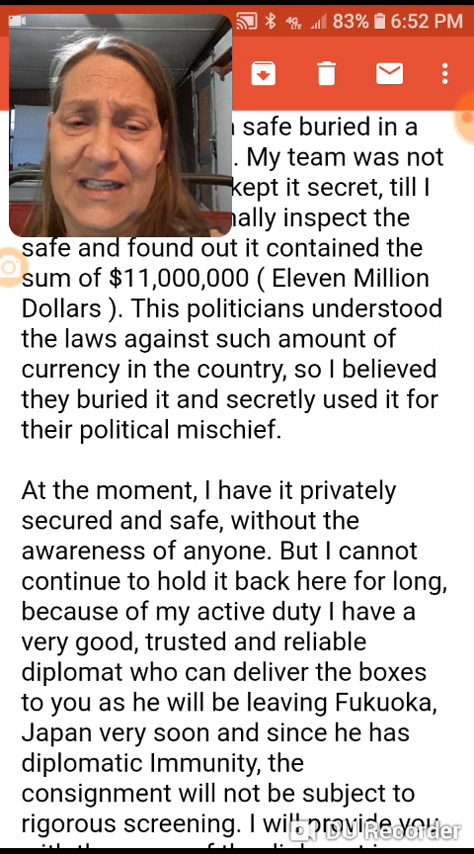 4G 83% 6:52 PM
safe buried in a
. My team was not
kept it secret, till I
nally inspect the
safe and found out it contained the
sum of $11,000,000 ( Eleven Million
Dollars ). This politicians understood
the laws against such amount of
currency in the country, so I believed
they buried it and secretly used it for
their political mischief.
At the moment, I have it privately
secured and safe, without the
awareness of anyone. But I cannot
continue to hold it back here for long,
because of my active duty I have a
very good, trusted and reliable
diplomat who can deliver the boxes
to you as he will be leaving Fukuoka,
Japan very soon and since he has
diplomatic Immunity, the
consignment will not be subject to
rigorous screening. I will provide you
DU Recorder